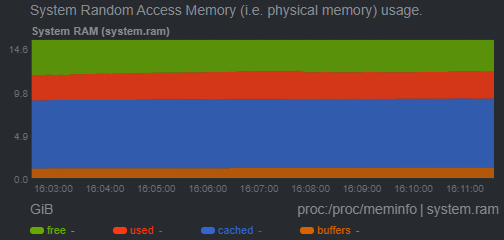 System Random Access Memory (i.e. physical memory) usage.
System RAM (system.ram)
14.6
9.8
4.9
0.0
16:03:00 16:04:00 16:05:00 16:06:00 16:07:00 16:08:00 16:09:00 16:10:00 16:11:00
GiB proc:/proc/meminfo | system.ram
free - used - cached - buffers -